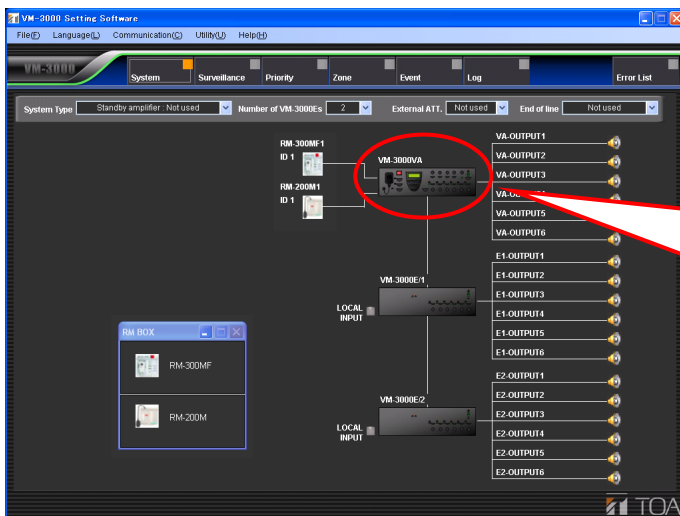 VM-3000 Setting Software
File(F) Language(L) Communication(C) Utility(U) Help(H)
VM-3000
System Surveillance Priority Zone Event Log Error List
System Type Standby amplifier : Not used Number of VM-3000Es 2 External ATT. Not used End of line Not used
RM-300MF1
ID 1
RM-200M1
ID 1
VM-3000VA
VA-OUTPUT1
VA-OUTPUT2
VA-OUTPUT3
VA-OUTPUT5
VA-OUTPUT6
VM-3000E/1
LOCAL
INPUT
E1-OUTPUT1
E1-OUTPUT2
E1-OUTPUT3
E1-OUTPUT4
E1-OUTPUT5
E1-OUTPUT6
RM BOX
RM-300MF
RM-200M
VM-3000E/2
LOCAL
INPUT
E2-OUTPUT1
E2-OUTPUT2
E2-OUTPUT3
E2-OUTPUT4
E2-OUTPUT5
E2-OUTPUT6
TOA